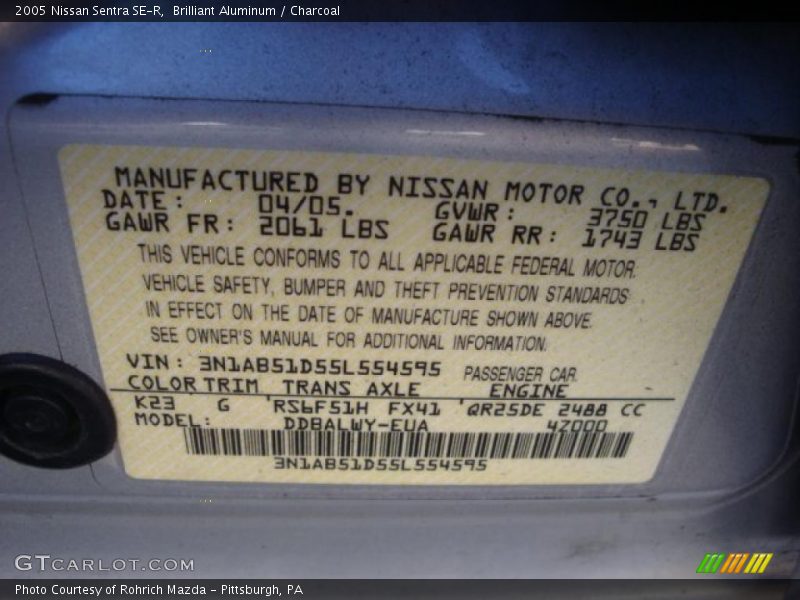 2005 Nissan Sentra SE-R, Brilliant Aluminum / Charcoal
MANUFACTURED BY NISSAN MOTOR CO., LTD.
DATE: 04/05. GVWR: 3750 LBS
GAWR FR: 2061 LBS GAWR RR: 1743 LBS
THIS VEHICLE CONFORMS TO ALL APPLICABLE FEDERAL MOTOR
VEHICLE SAFETY, BUMPER AND THEFT PREVENTION STANDARDS
IN EFFECT ON THE DATE OF MANUFACTURE SHOWN ABOVE.
SEE OWNER'S MANUAL FOR ADDITIONAL INFORMATION.
VIN: 3N1AB51D55L554595 PASSENGER CAR
COLOR TRIM TRANS AXLE ENGINE
K23 G 'RS6F51H FX41 'QR25DE 2488 CC
MODEL: DDBALWY-EUA 4Z000
3N1AB51D55L554595
GTCARLOT.COM
Photo Courtesy of Rohrich Mazda - Pittsburgh, PA